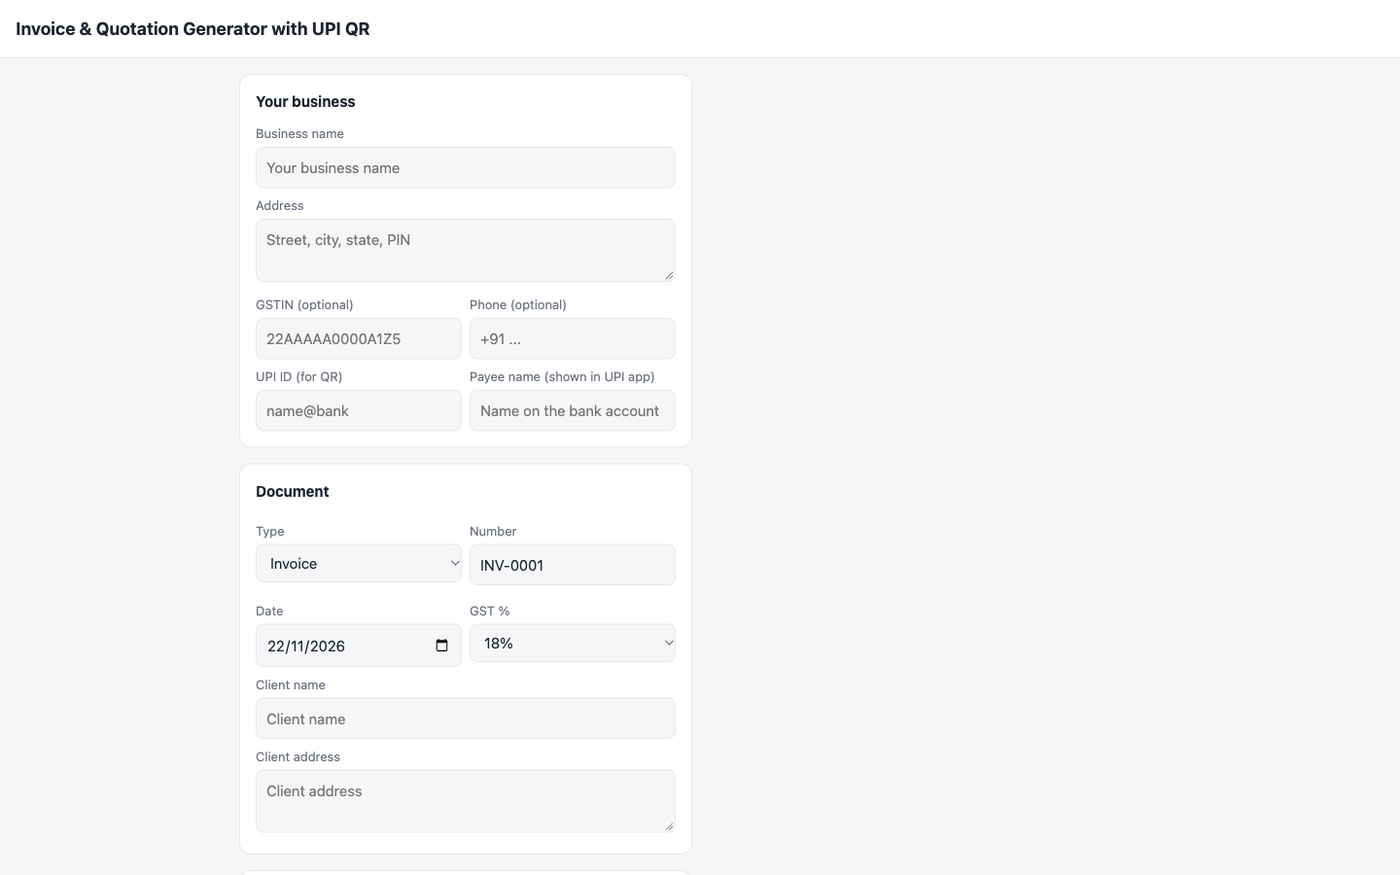 Invoice & Quotation Generator with UPI QR
Your business
Business name
Your business name
Address
Street, city, state, PIN
GSTIN (optional) Phone (optional)
22AAAAA0000A1Z5 +91 ...
UPI ID (for QR) Payee name (shown in UPI app)
name@bank Name on the bank account
Document
Type Number
Invoice INV-0001
Date GST %
22/11/2026 18%
Client name
Client name
Client address
Client address